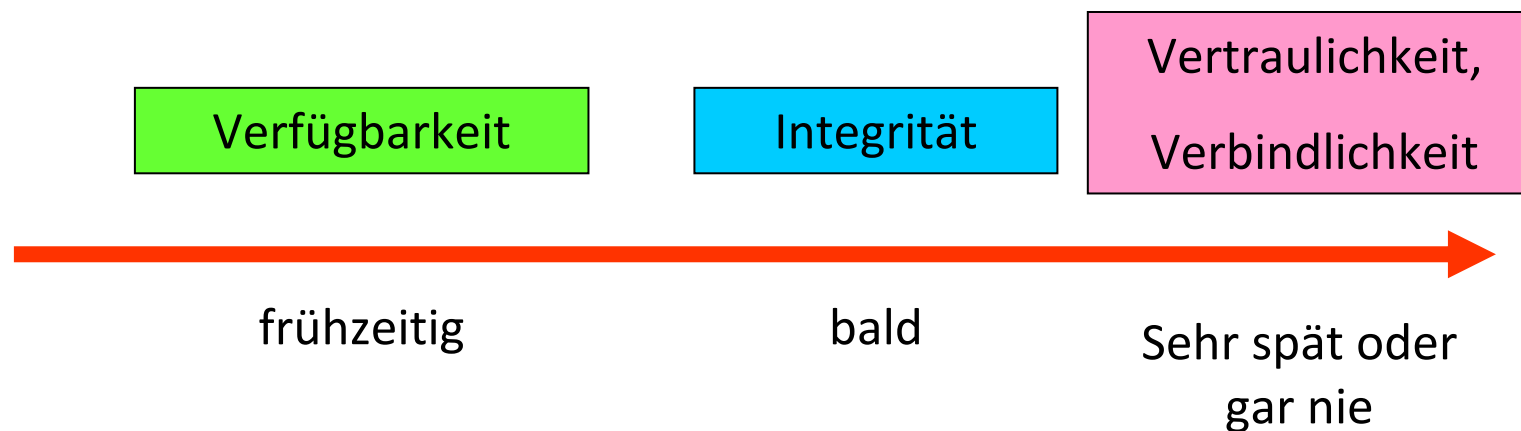 Verfügbarkeit
Integrität
Vertraulichkeit,
Verbindlichkeit
frühzeitig
bald
Sehr spät oder
gar nie